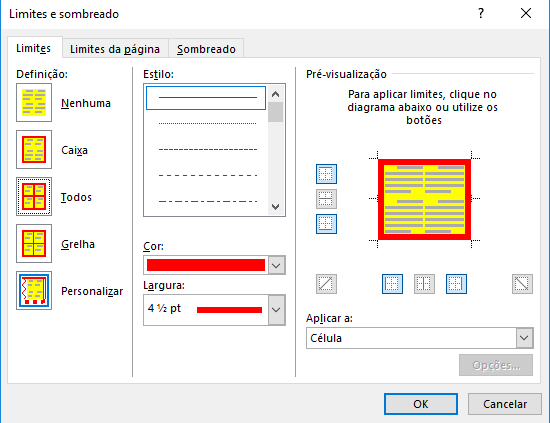 Limites e sombreado
?
Limites
Limites da página
Sombreado
Definição:
Nenhuma
Caixa
Todos
Grelha
Personalizar
Estilo:
Cor:
Largura:
4 ½ pt
Pré-visualização
Para aplicar limites, clique no
diagrama abaixo ou utilize os
botões
Aplicar a:
Célula
Opções...
OK
Cancelar